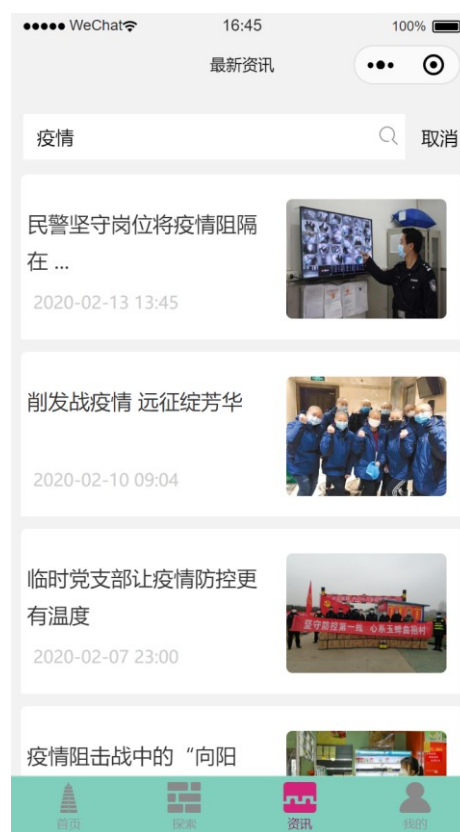 WeChat
16:45
100%
最新资讯
疫情
取消
民警坚守岗位将疫情阻隔
在 ...
2020-02-13 13:45
削发战疫情 远征绽芳华
2020-02-10 09:04
临时党支部让疫情防控更
有温度
坚守防控第一线 心系玉蜂
2020-02-07 23:00
疫情阻击战中的“向阳
首页
探索
资讯
我的